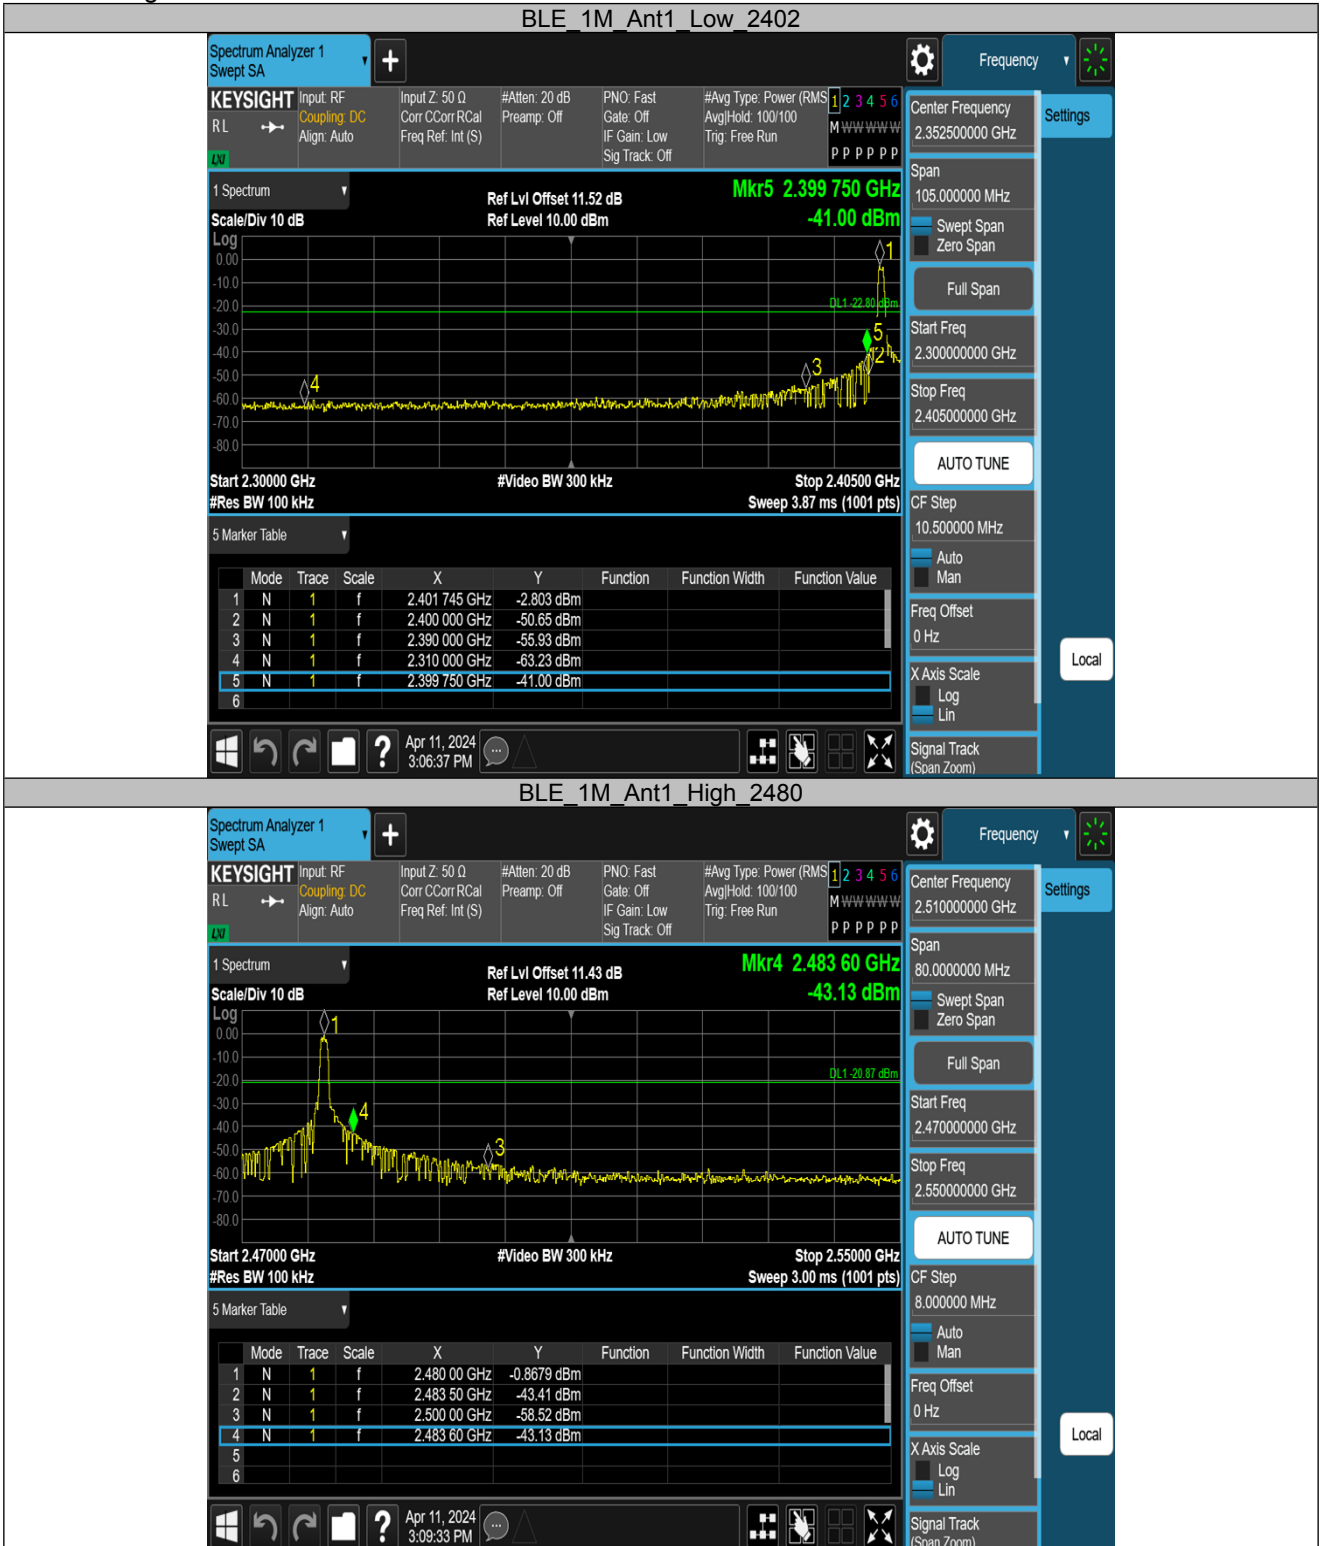 BLE_1M_Ant1_Low_2402
Spectrum Analyzer 1
Swept SA
+
Frequency
KEYSIGHT
RL
LXI
Input: RF
Coupling: DC
Align: Auto
Input Z: 50 Ω
Corr CCorr RCal
Freq Ref: Int (S)
#Atten: 20 dB
Preamp: Off
PNO: Fast
Gate: Off
IF Gain: Low
Sig Track: Off
#Avg Type: Power (RMS
Avg|Hold: 100/100
Trig: Free Run
1 2 3 4 5 6
M W W W W W
P P P P P P
Center Frequency
2.352500000 GHz
Settings
Span
105.000000 MHz
Swept Span
Zero Span
Full Span
Start Freq
2.300000000 GHz
Stop Freq
2.405000000 GHz
AUTO TUNE
CF Step
10.500000 MHz
Auto
Man
Freq Offset
0 Hz
X Axis Scale
Log
Lin
Signal Track
(Span Zoom)
Local
1 Spectrum
Scale/Div 10 dB
Ref Lvl Offset 11.52 dB
Ref Level 10.00 dBm
Mkr5 2.399 750 GHz
-41.00 dBm
Log
0.00
-10.0
-20.0
-30.0
-40.0
-50.0
-60.0
-70.0
-80.0
DL1 -22.80 dBm
1
5
2
3
4
Start 2.30000 GHz
#Res BW 100 kHz
#Video BW 300 kHz
Stop 2.40500 GHz
Sweep 3.87 ms (1001 pts)
5 Marker Table
Mode Trace Scale X Y Function Function Width Function Value
1 N 1 f 2.401 745 GHz -2.803 dBm
2 N 1 f 2.400 000 GHz -50.65 dBm
3 N 1 f 2.390 000 GHz -55.93 dBm
4 N 1 f 2.310 000 GHz -63.23 dBm
5 N 1 f 2.399 750 GHz -41.00 dBm
6
?
Apr 11, 2024
3:06:37 PM
BLE_1M_Ant1_High_2480
Spectrum Analyzer 1
Swept SA
+
Frequency
KEYSIGHT
RL
LXI
Input: RF
Coupling: DC
Align: Auto
Input Z: 50 Ω
Corr CCorr RCal
Freq Ref: Int (S)
#Atten: 20 dB
Preamp: Off
PNO: Fast
Gate: Off
IF Gain: Low
Sig Track: Off
#Avg Type: Power (RMS
Avg|Hold: 100/100
Trig: Free Run
1 2 3 4 5 6
M W W W W W
P P P P P P
Center Frequency
2.510000000 GHz
Settings
Span
80.0000000 MHz
Swept Span
Zero Span
Full Span
Start Freq
2.470000000 GHz
Stop Freq
2.550000000 GHz
AUTO TUNE
CF Step
8.000000 MHz
Auto
Man
Freq Offset
0 Hz
X Axis Scale
Log
Lin
Signal Track
(Span Zoom)
Local
1 Spectrum
Scale/Div 10 dB
Ref Lvl Offset 11.43 dB
Ref Level 10.00 dBm
Mkr4 2.483 60 GHz
-43.13 dBm
Log
0.00
-10.0
-20.0
-30.0
-40.0
-50.0
-60.0
-70.0
-80.0
DL1 -20.87 dBm
1
4
3
Start 2.47000 GHz
#Res BW 100 kHz
#Video BW 300 kHz
Stop 2.55000 GHz
Sweep 3.00 ms (1001 pts)
5 Marker Table
Mode Trace Scale X Y Function Function Width Function Value
1 N 1 f 2.480 00 GHz -0.8679 dBm
2 N 1 f 2.483 50 GHz -43.41 dBm
3 N 1 f 2.500 00 GHz -58.52 dBm
4 N 1 f 2.483 60 GHz -43.13 dBm
5
6
?
Apr 11, 2024
3:09:33 PM